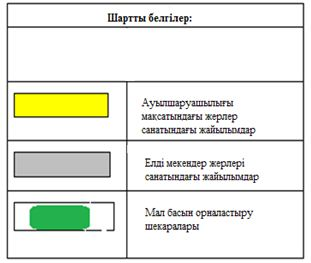 Шартты белгілер:
Ауылшаруашылығы
мақсатындағы жерлер
санатындағы жайылымдар
Елді мекендер жерлері
санатындағы жайылымдар
Мал басын орналастыру
шекаралары